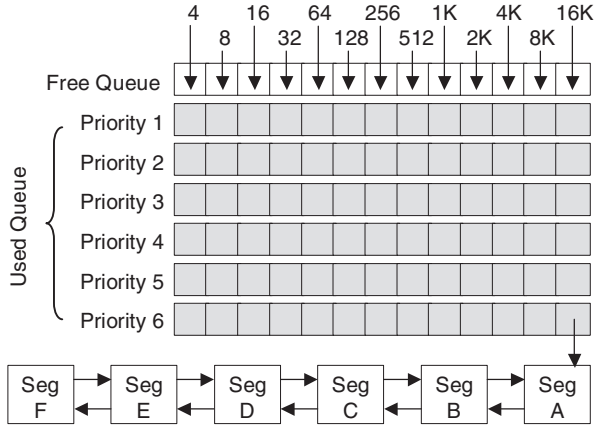 4 16 64 256 1K 4K 16K
8 32 128 512 2K 8K
Free Queue
Used Queue
Priority 1
Priority 2
Priority 3
Priority 4
Priority 5
Priority 6
Seg F
Seg E
Seg D
Seg C
Seg B
Seg A